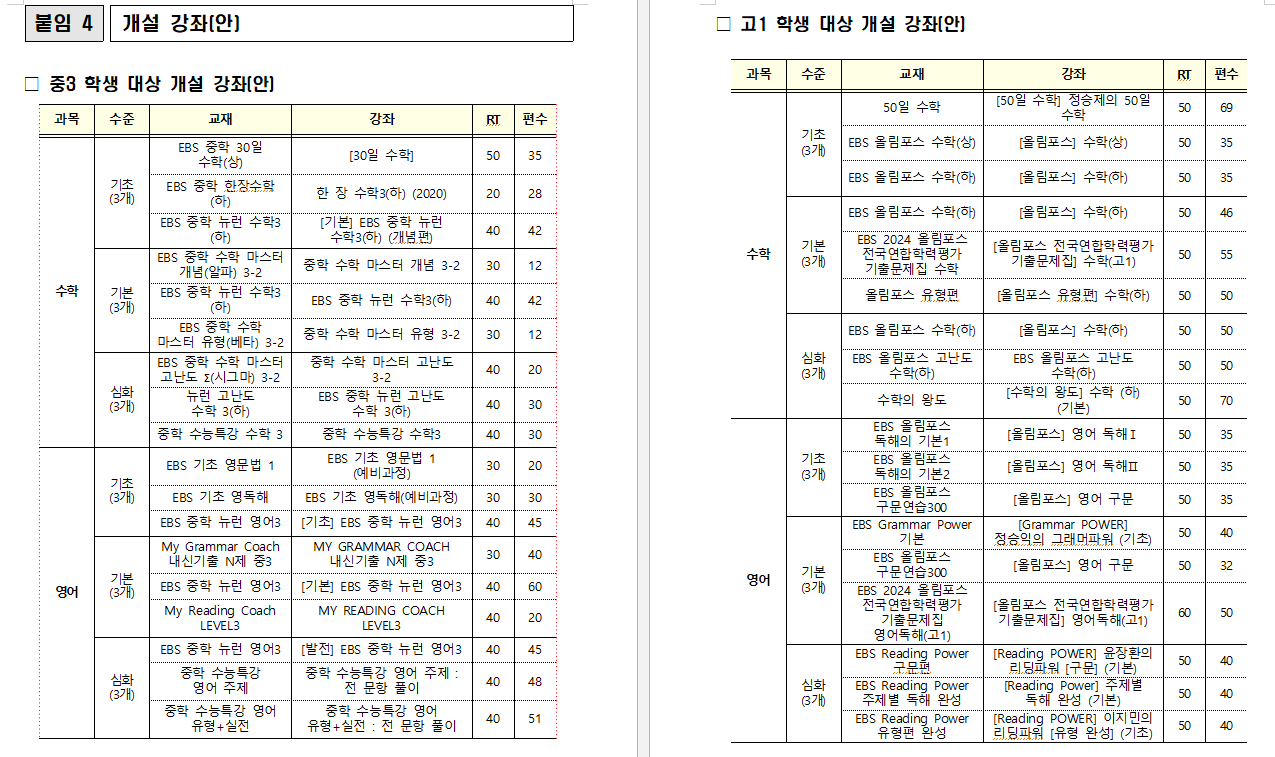 붙임 4 개설 강좌(안)
□ 중3 학생 대상 개설 강좌(안)
과목 수준 교재 강좌 RT 편수
수학
기초
(3개)
EBS 중학 30일
수학(상)
[30일 수학] 50 35
EBS 중학 한장수학
(하)
한 장 수학3(하) (2020) 20 28
EBS 중학 뉴런 수학3
(하)
[기본] EBS 중학 뉴런
수학3(하) (개념편)
40 42
기본
(3개)
EBS 중학 수학 마스터
개념(알파) 3-2
중학 수학 마스터 개념 3-2 30 12
EBS 중학 뉴런 수학3
(하)
EBS 중학 뉴런 수학3(하) 40 42
EBS 중학 수학
마스터 유형(베타) 3-2
중학 수학 마스터 유형 3-2 30 12
심화
(3개)
EBS 중학 수학 마스터
고난도 Σ(시그마) 3-2
중학 수학 마스터 고난도
3-2
40 20
뉴런 고난도
수학 3(하)
EBS 중학 뉴런 고난도
수학 3(하)
40 30
중학 수능특강 수학 3 중학 수능특강 수학3 40 30
영어
기초
(3개)
EBS 기초 영문법 1
EBS 기초 영문법 1
(예비과정)
30 20
EBS 기초 영독해 EBS 기초 영독해(예비과정) 30 30
EBS 중학 뉴런 영어3 [기초] EBS 중학 뉴런 영어3 40 45
기본
(3개)
My Grammar Coach
내신기출 N제 중3
MY GRAMMAR COACH
내신기출 N제 중3
30 40
EBS 중학 뉴런 영어3 [기본] EBS 중학 뉴런 영어3 40 60
My Reading Coach
LEVEL3
MY READING COACH
LEVEL3
40 20
심화
(3개)
EBS 중학 뉴런 영어3 [발전] EBS 중학 뉴런 영어3 40 45
중학 수능특강
영어 주제
중학 수능특강 영어 주제 :
전 문항 풀이
40 48
중학 수능특강 영어
유형+실전
중학 수능특강 영어
유형+실전 : 전 문항 풀이
40 51
□ 고1 학생 대상 개설 강좌(안)
과목 수준 교재 강좌 RT 편수
수학
기초
(3개)
50일 수학
[50일 수학] 정승제의 50일
수학
50 69
EBS 올림포스 수학(상) [올림포스] 수학(상) 50 35
EBS 올림포스 수학(하) [올림포스] 수학(하) 50 35
기본
(3개)
EBS 올림포스 수학(하) [올림포스] 수학(하) 50 46
EBS 2024 올림포스
전국연합학력평가
기출문제집 수학
[올림포스 전국연합학력평가
기출문제집] 수학(고1)
50 55
올림포스 유형편 [올림포스 유형편] 수학(하) 50 50
심화
(3개)
EBS 올림포스 수학(하) [올림포스] 수학(하) 50 50
EBS 올림포스 고난도
수학(하)
EBS 올림포스 고난도
수학(하)
50 50
수학의 왕도
[수학의 왕도] 수학 (하)
(기본)
50 70
영어
기초
(3개)
EBS 올림포스
독해의 기본1
[올림포스] 영어 독해Ⅰ 50 35
EBS 올림포스
독해의 기본2
[올림포스] 영어 독해Ⅱ 50 35
EBS 올림포스
구문연습300
[올림포스] 영어 구문 50 35
기본
(3개)
EBS Grammar Power
기본
[Grammar POWER]
정승익의 그래머파워 (기초)
50 40
EBS 올림포스
구문연습300
[올림포스] 영어 구문 50 32
EBS 2024 올림포스
전국연합학력평가
기출문제집
영어독해(고1)
[올림포스 전국연합학력평가
기출문제집] 영어독해(고1)
60 50
심화
(3개)
EBS Reading Power
구문편
[Reading POWER] 윤장환의
리딩파워 [구문] (기본)
50 40
EBS Reading Power
주제별 독해 완성
[Reading Power] 주제별
독해 완성 (기본)
50 40
EBS Reading Power
유형편 완성
[Reading POWER] 이지민의
리딩파워 [유형 완성] (기초)
50 40